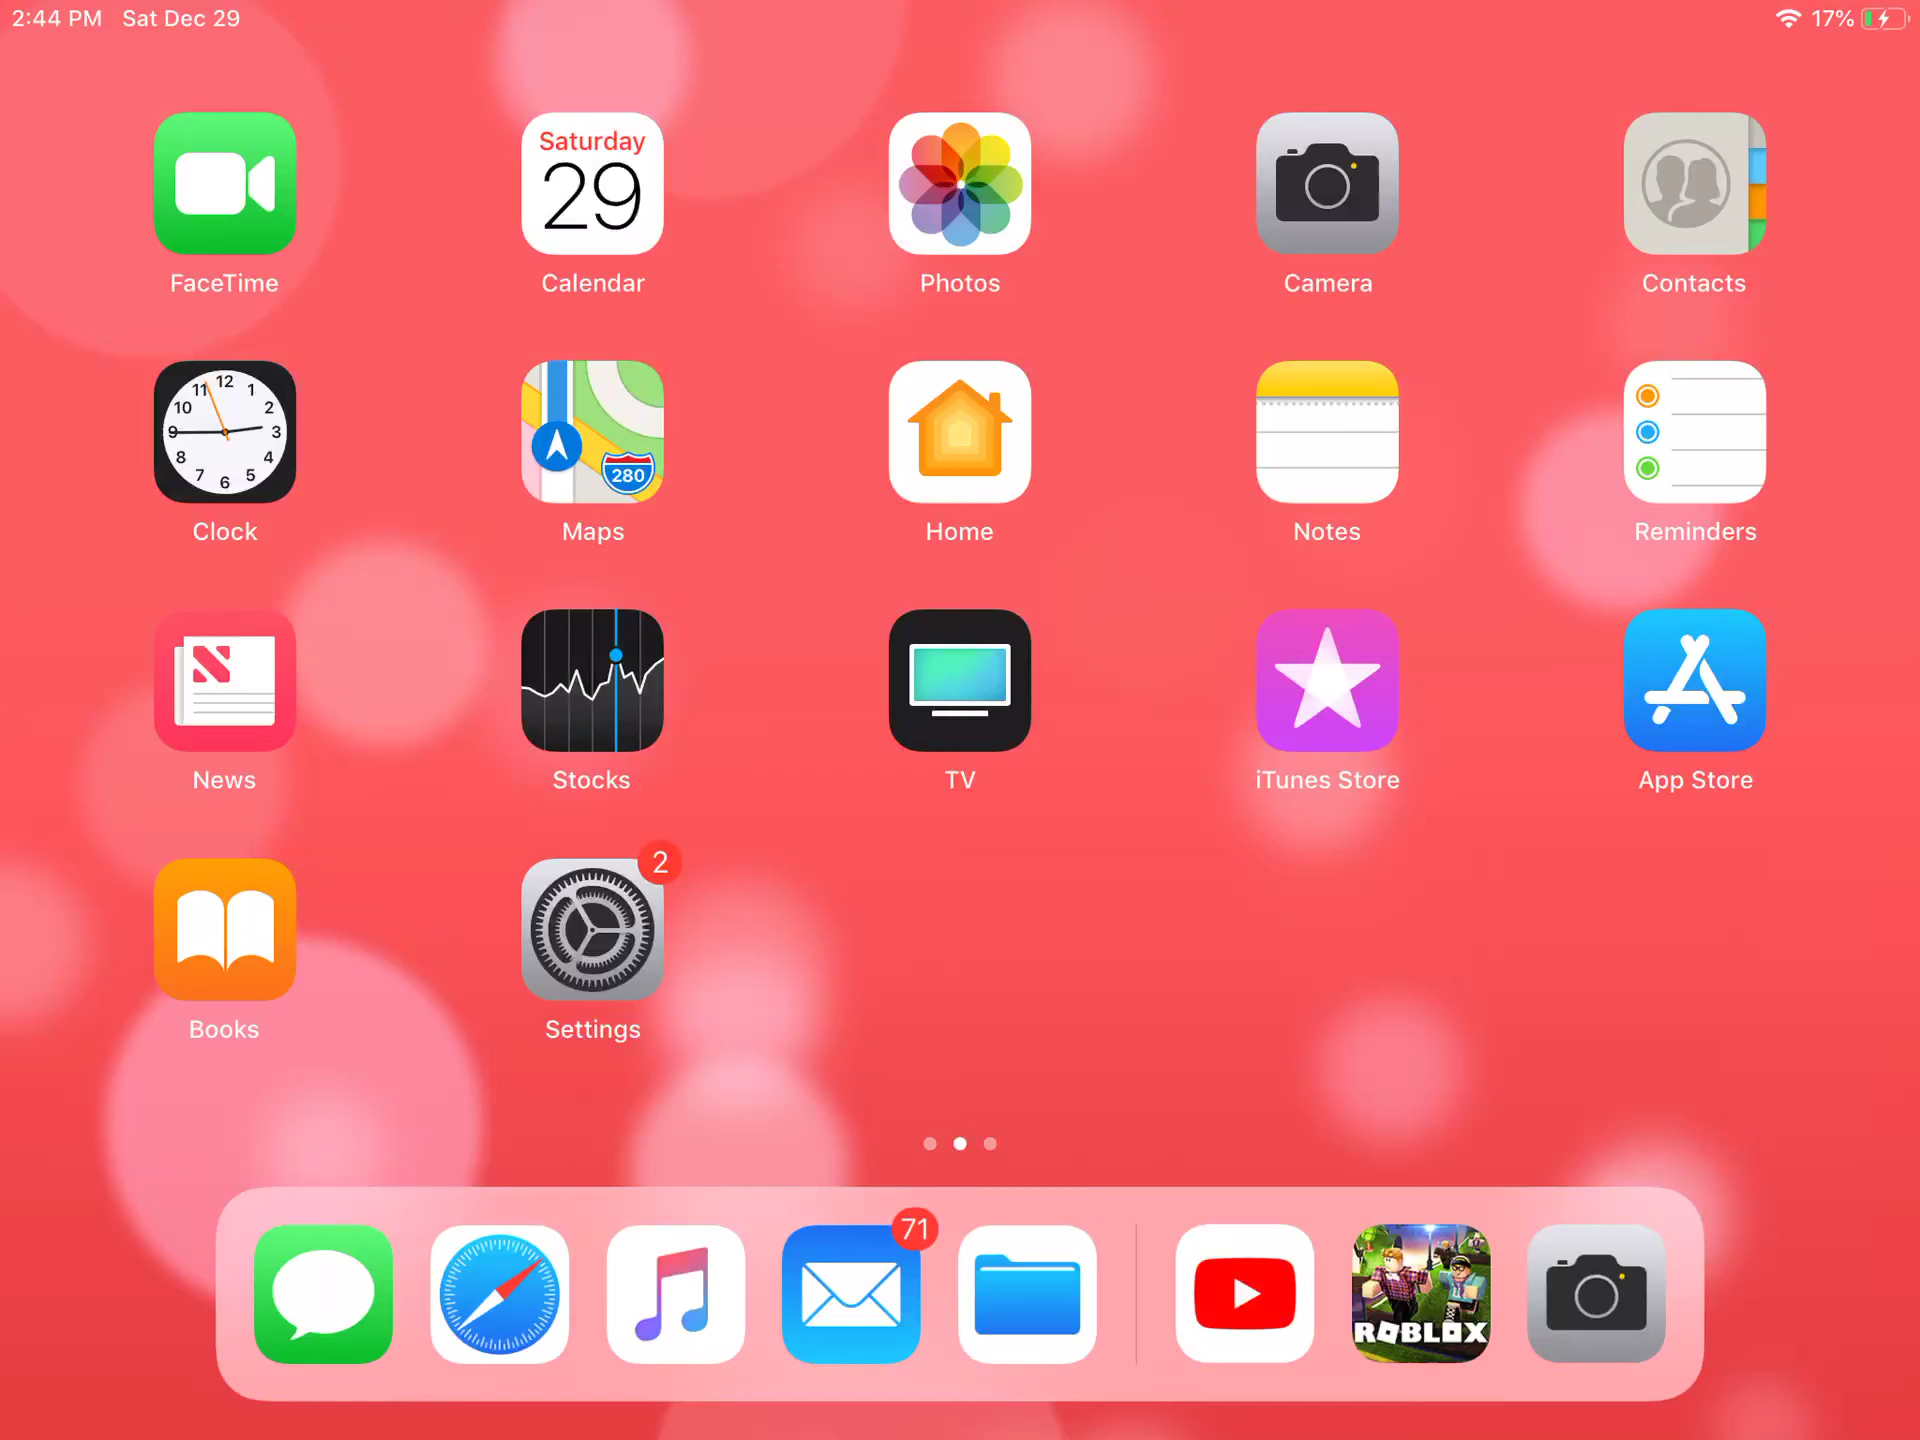 2:44 PM Sat Dec 29
17%
Saturday
29
FaceTime
Calendar
Photos
Camera
Contacts
12
1
2
3
4
5
6
7
8
9
10
11
280
Clock
Maps
Home
Notes
Reminders
News
Stocks
TV
iTunes Store
App Store
2
Books
Settings
71
ROBLOX